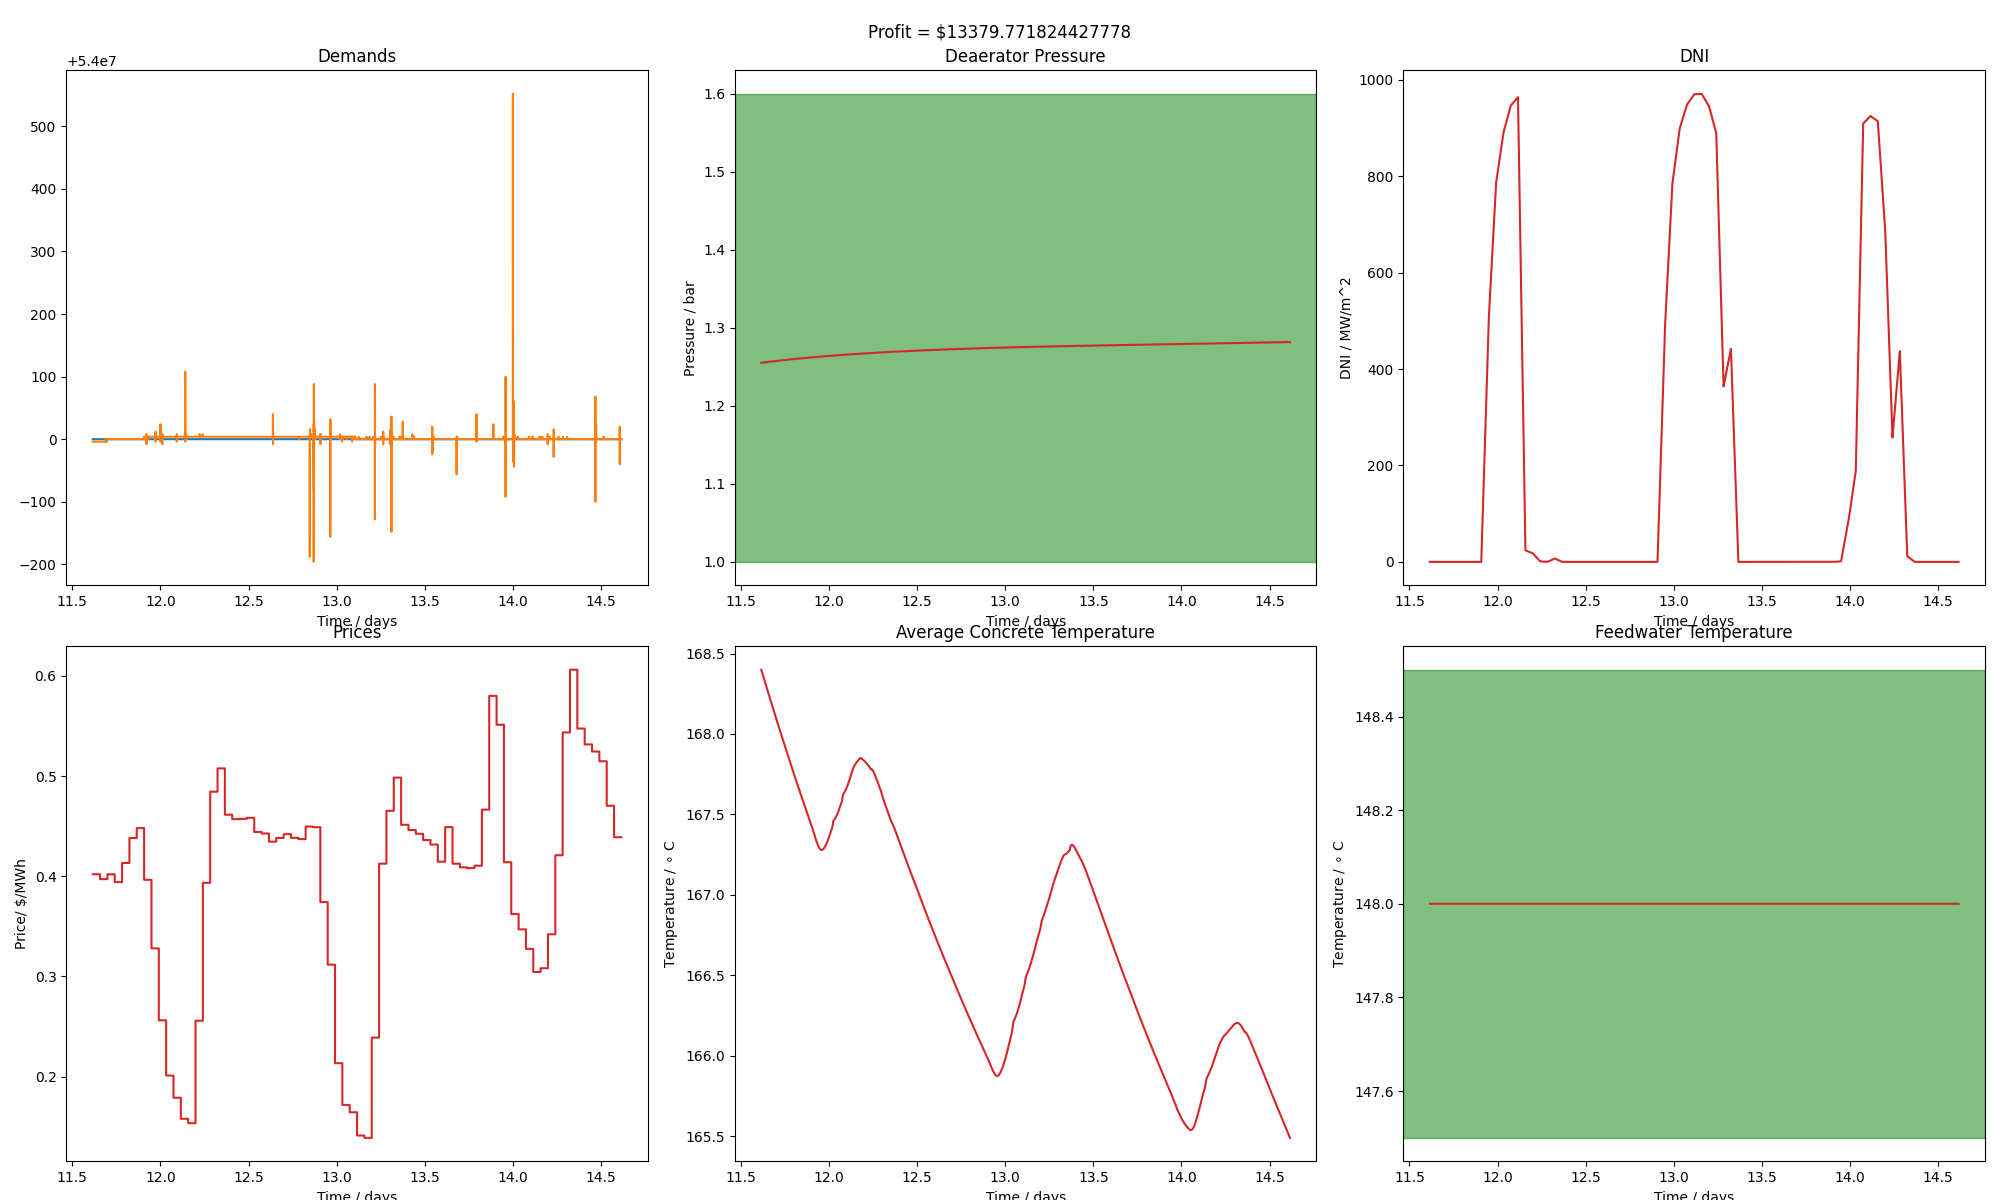 Profit = $13379.771824427778
Demands
+5.4e7
500
400
300
200
100
0
−100
−200
11.5 12.0 12.5 13.0 13.5 14.0 14.5
Time / days
Deaerator Pressure
Pressure / bar
1.6
1.5
1.4
1.3
1.2
1.1
1.0
11.5 12.0 12.5 13.0 13.5 14.0 14.5
Time / days
DNI
DNI / MW/m^2
1000
800
600
400
200
0
11.5 12.0 12.5 13.0 13.5 14.0 14.5
Time / days
Prices
Price/ $/MWh
0.6
0.5
0.4
0.3
0.2
11.5 12.0 12.5 13.0 13.5 14.0 14.5
Time / days
Average Concrete Temperature
Temperature / ∘ C
168.5
168.0
167.5
167.0
166.5
166.0
165.5
11.5 12.0 12.5 13.0 13.5 14.0 14.5
Time / days
Feedwater Temperature
Temperature / ∘ C
148.4
148.2
148.0
147.8
147.6
11.5 12.0 12.5 13.0 13.5 14.0 14.5
Time / days